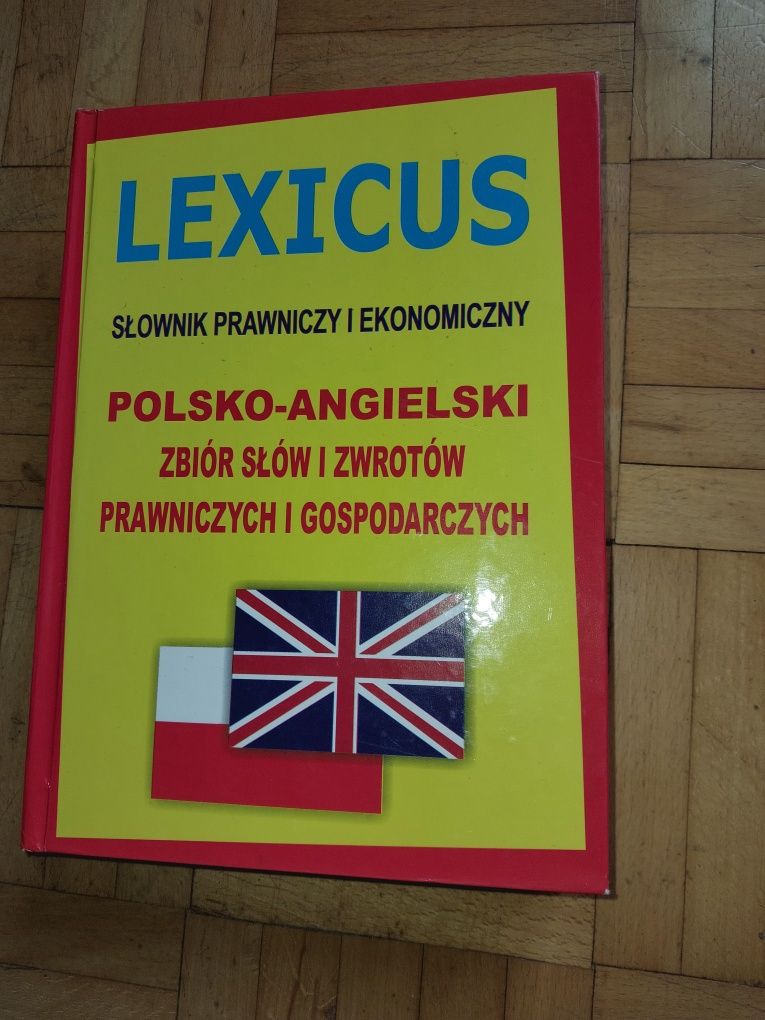 LEXICUS
SŁOWNIK PRAWNICZY I EKONOMICZNY
POLSKO-ANGIELSKI
ZBIÓR SŁÓW I ZWROTÓW
PRAWNICZYCH I GOSPODARCZYCH